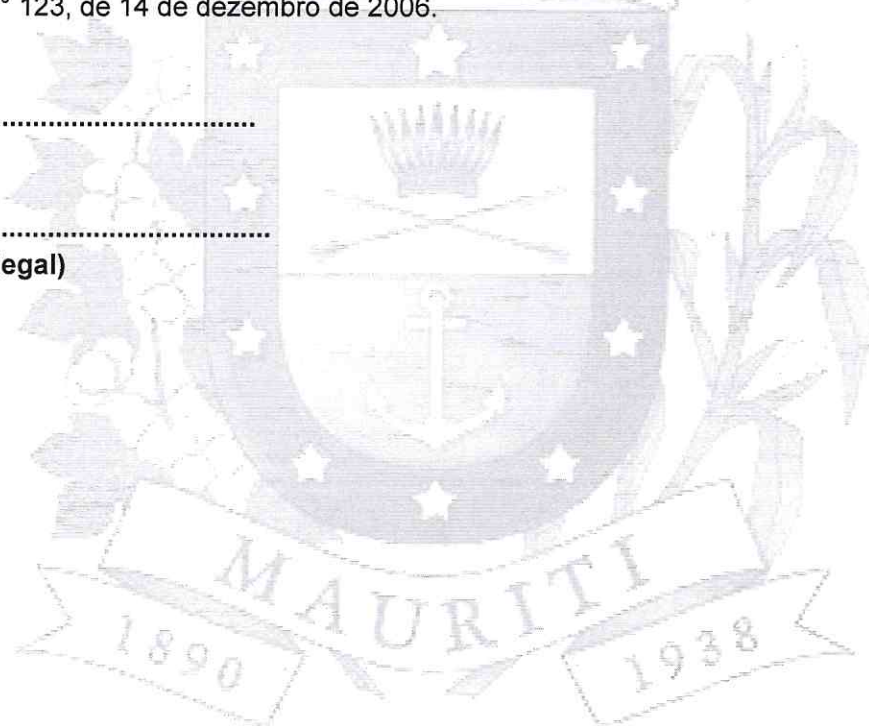 ° 123, de 14 de dezembro de 2006.
................................................
..................................................
egal)
MAURITI
1890
1938